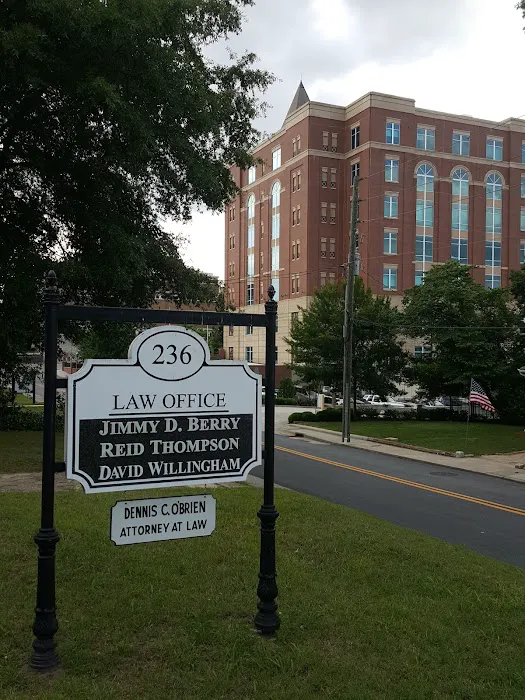 236
LAW OFFICE
JIMMY D. BERRY
REID THOMPSON
DAVID WILLINGHAM
DENNIS C. O'BRIEN
ATTORNEY AT LAW